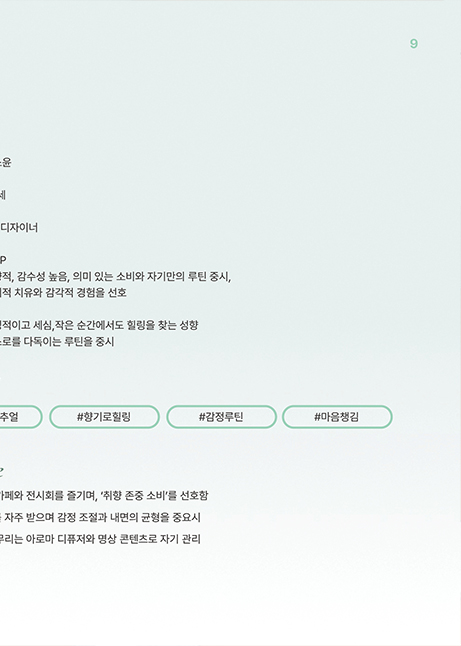 9
윤
세
디자이너
P
적, 감수성 높음, 의미 있는 소비와 자기만의 루틴 중시,
적 치유와 감각적 경험을 선호
적이고 세심,작은 순간에서도 힐링을 찾는 성향
로를 다독이는 루틴을 중시
추얼 #향기로힐링 #감정루틴 #마음챙김
e
카페와 전시회를 즐기며, ‘취향 존중 소비’를 선호함
자주 받으며 감정 조절과 내면의 균형을 중요시
무리는 아로마 디퓨저와 명상 콘텐츠로 자기 관리